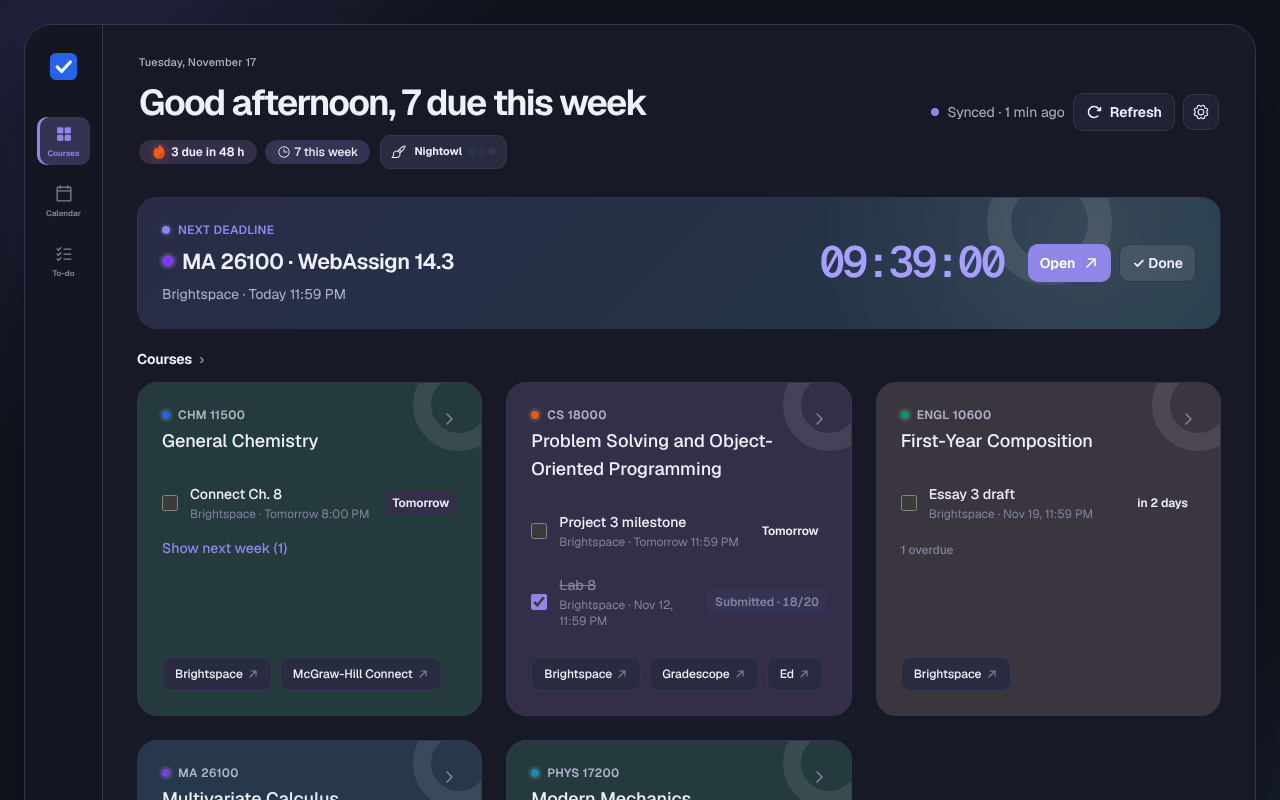 Tuesday, November 17
Good afternoon, 7 due this week
Synced · 1 min ago
Refresh
3 due in 48 h
7 this week
Nightowl
Courses
Calendar
To-do
NEXT DEADLINE
MA 26100 · WebAssign 14.3
Brightspace · Today 11:59 PM
09:39:00
Open
Done
Courses
CHM 11500
General Chemistry
Connect Ch. 8
Brightspace · Tomorrow 8:00 PM
Tomorrow
Show next week (1)
Brightspace
McGraw-Hill Connect
CS 18000
Problem Solving and Object-
Oriented Programming
Project 3 milestone
Brightspace · Tomorrow 11:59 PM
Tomorrow
Lab 8
Brightspace · Nov 12,
11:59 PM
Submitted · 18/20
Brightspace
Gradescope
Ed
ENGL 10600
First-Year Composition
Essay 3 draft
Brightspace · Nov 19, 11:59 PM
in 2 days
1 overdue
Brightspace
MA 26100
Multivariate Calculus
PHYS 17200
Modern Mechanics